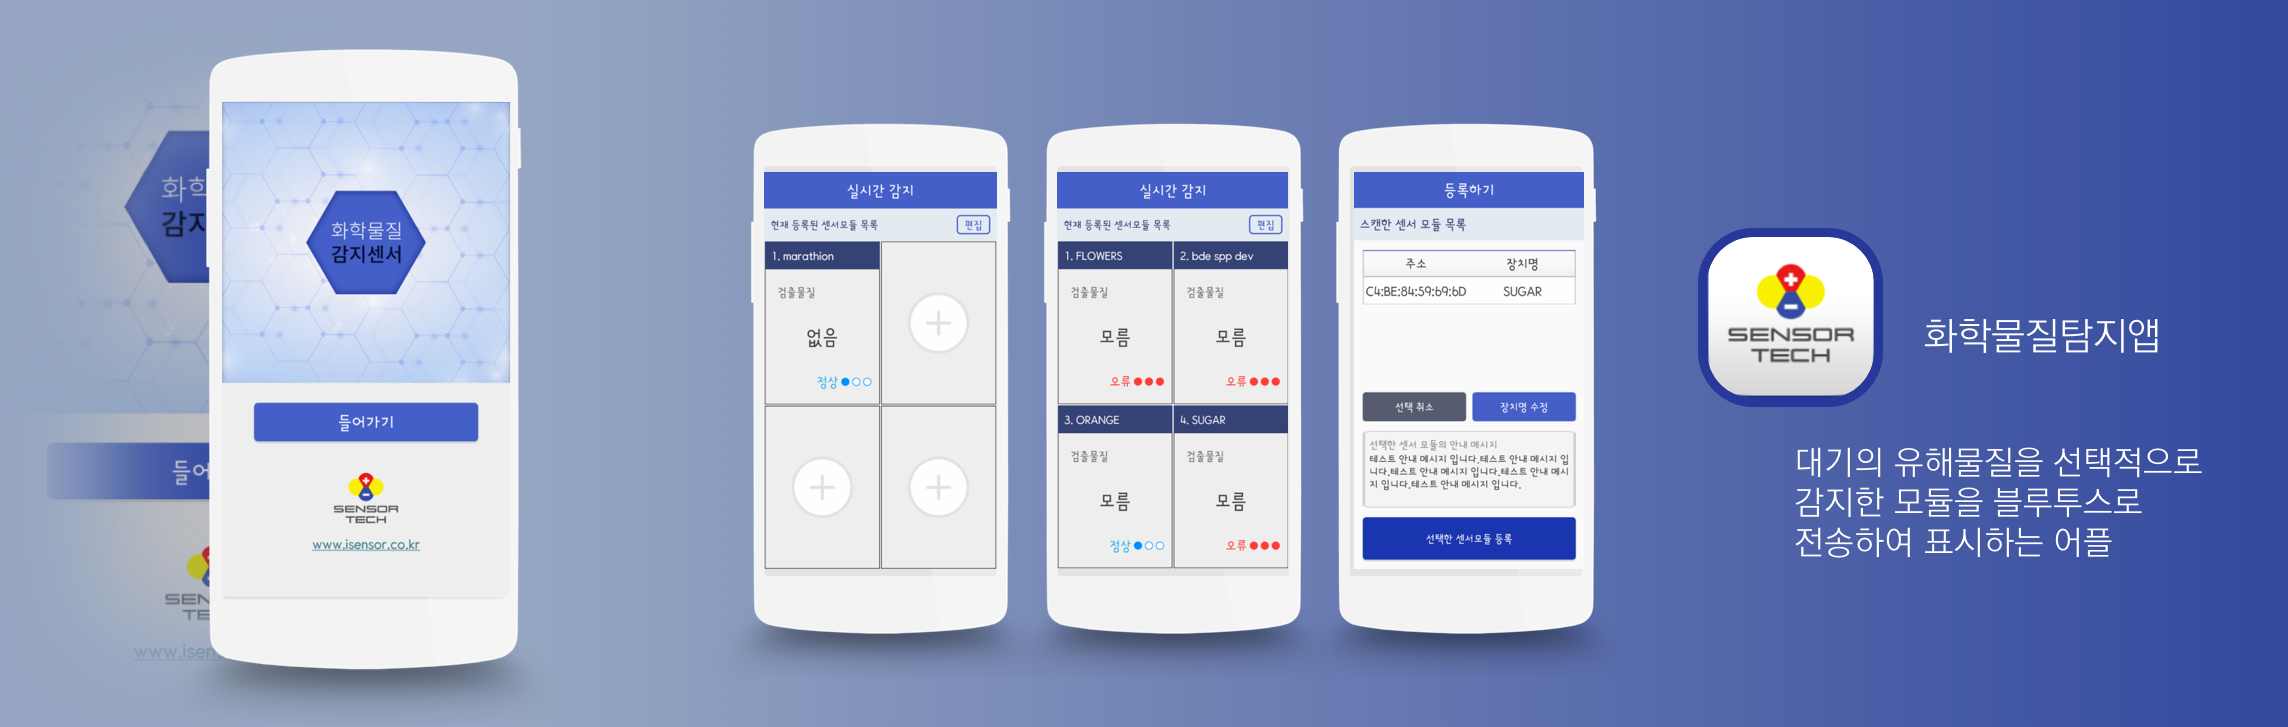 화학
감지
들어
SEN
TE
www.isen
화학물질
감지센서
들어가기
SENSOR
TECH
www.isensor.co.kr
실시간 감지
현재 등록된 센서모듈 목록
편집
1. marathion
검출물질
없음
정상
실시간 감지
현재 등록된 센서모듈 목록
편집
1. FLOWERS
2. bde spp dev
검출물질
검출물질
모름
모름
오류
오류
3. ORANGE
4. SUGAR
검출물질
검출물질
모름
모름
정상
오류
등록하기
스캔한 센서 모듈 목록
주소 장치명
C4:BE:84:59:69:6D SUGAR
선택 취소
장치명 수정
선택한 센서 모듈의 안내 메시지
테스트 안내 메시지 입니다.테스트 안내 메시지 입
니다.테스트 안내 메시지 입니다.테스트 안내 메시
지 입니다.테스트 안내 메시지 입니다.
선택한 센서모듈 등록
SENSOR
TECH
화학물질탐지앱
대기의 유해물질을 선택적으로
감지한 모듈을 블루투스로
전송하여 표시하는 어플